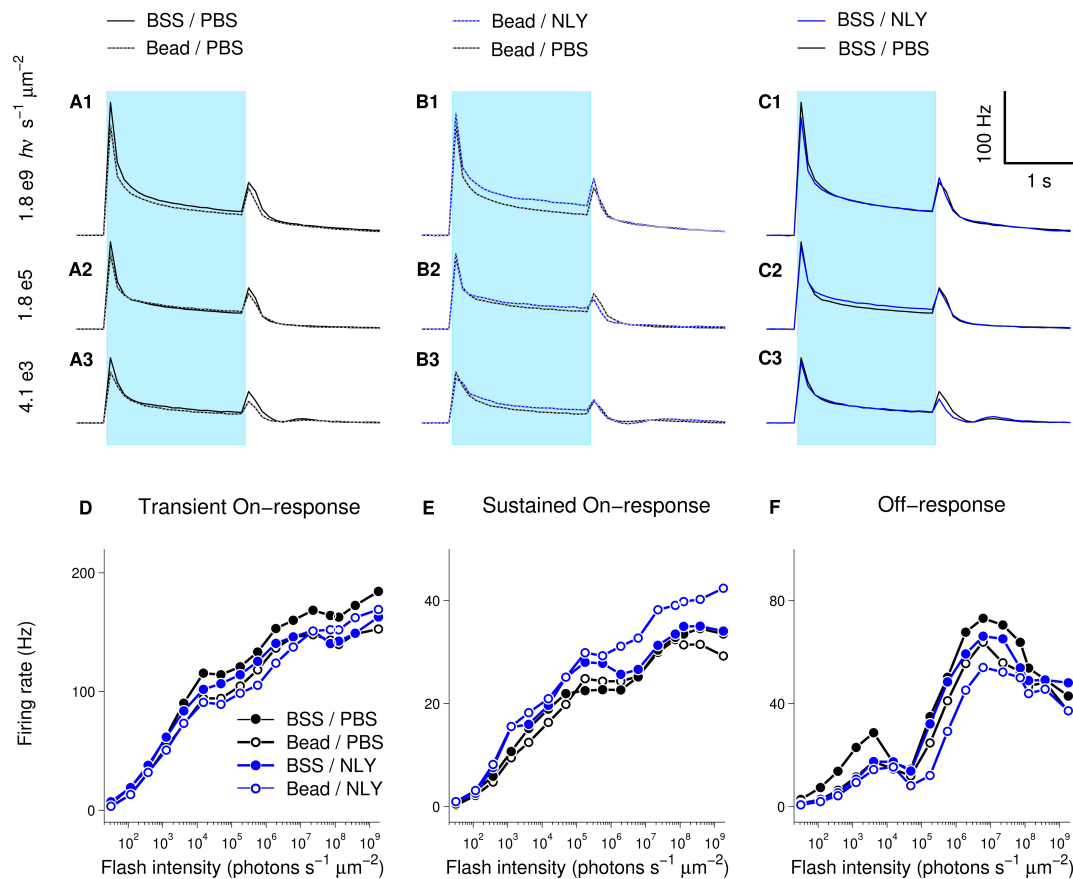 BSS / PBS
Bead / PBS
Bead / NLY
Bead / PBS
BSS / NLY
BSS / PBS
1.8 e9 hν s⁻¹ μm⁻²
1.8 e5
4.1 e3
A1
B1
C1
100 Hz
1 s
A2
B2
C2
A3
B3
C3
D Transient On−response
E Sustained On−response
F Off−response
Firing rate (Hz)
200
100
0
40
20
0
80
40
0
BSS / PBS
Bead / PBS
BSS / NLY
Bead / NLY
10² 10³ 10⁴ 10⁵ 10⁶ 10⁷ 10⁸ 10⁹
10² 10³ 10⁴ 10⁵ 10⁶ 10⁷ 10⁸ 10⁹
10² 10³ 10⁴ 10⁵ 10⁶ 10⁷ 10⁸ 10⁹
Flash intensity (photons s⁻¹ μm⁻²)
Flash intensity (photons s⁻¹ μm⁻²)
Flash intensity (photons s⁻¹ μm⁻²)